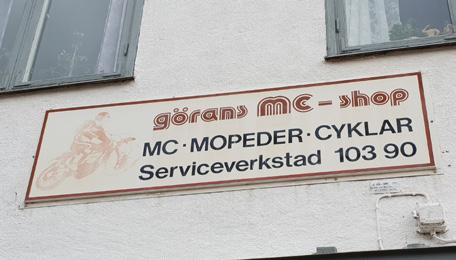 görans MC-shop
MC·MOPEDER·CYKLAR
Serviceverkstad 103 90